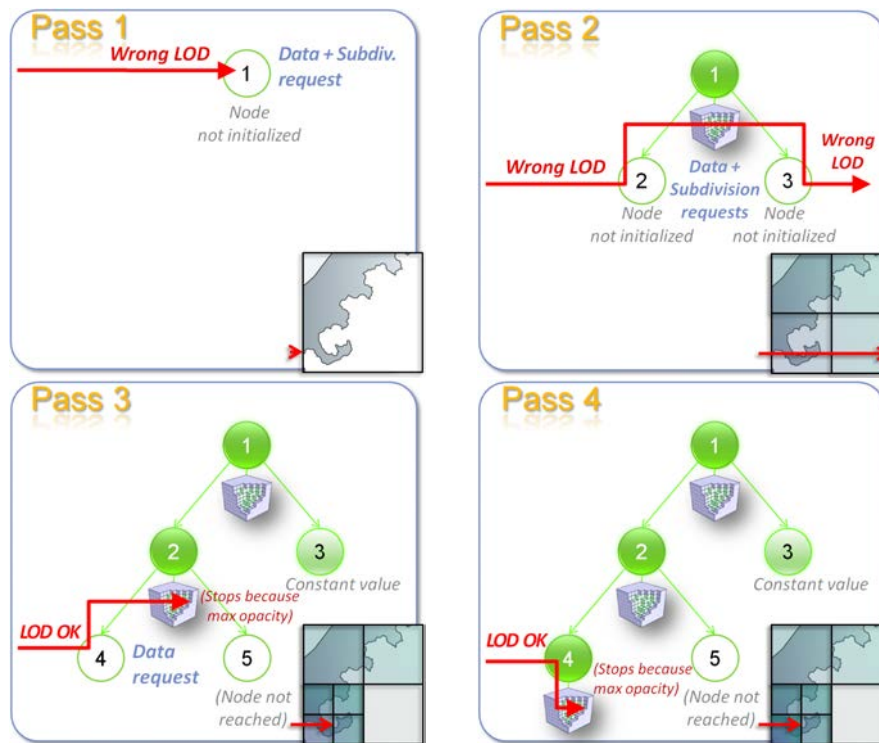 Pass 1
Wrong LOD
1
Data + Subdiv.
request
Node
not initialized
Pass 2
1
Wrong LOD
Wrong
LOD
2
Data +
Subdivision
requests
3
Node
not initialized
Node
not initialized
Pass 3
1
2
3
Constant value
(Stops because
max opacity)
LOD OK
4
Data
request
5
(Node not
reached)
Pass 4
1
2
3
Constant value
LOD OK
4
(Stops because
max opacity)
5
(Node not
reached)